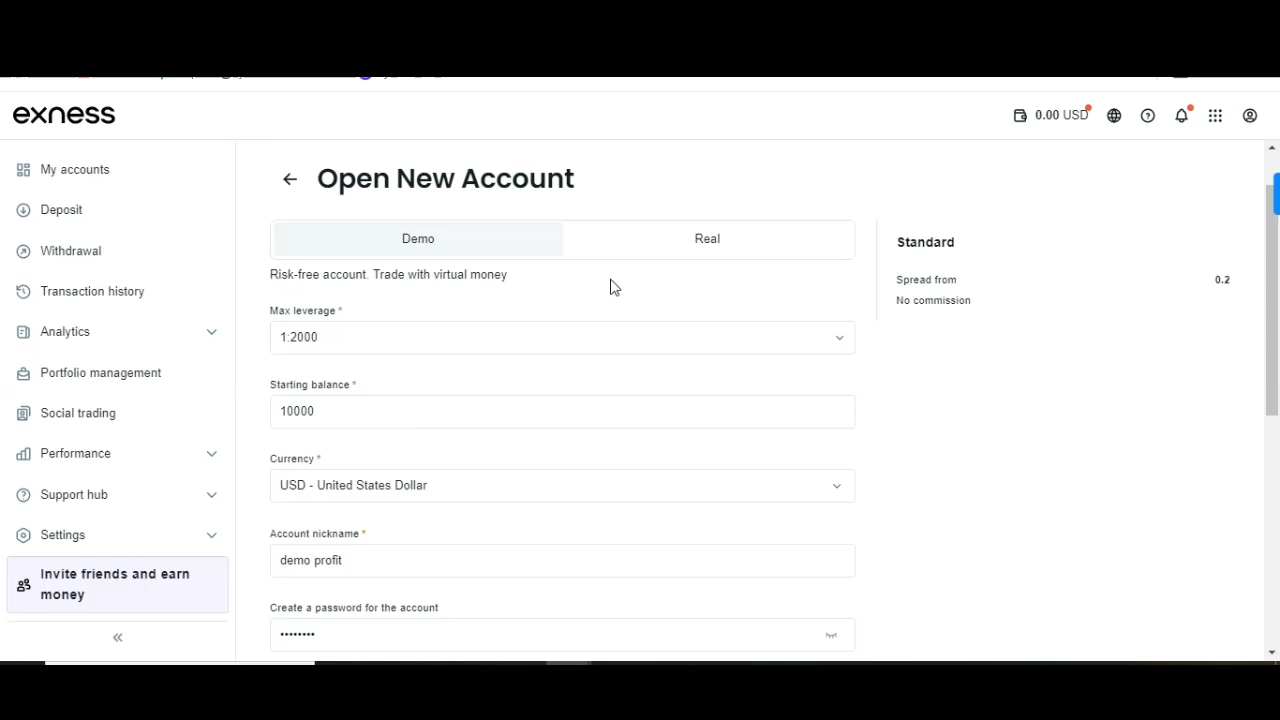 exness
0.00 USD
My accounts
Deposit
Withdrawal
Transaction history
Analytics
Portfolio management
Social trading
Performance
Support hub
Settings
Invite friends and earn
money
Open New Account
Demo
Real
Risk-free account. Trade with virtual money
Max leverage *
1:2000
Starting balance *
10000
Currency *
USD - United States Dollar
Account nickname *
demo profit
Create a password for the account
••••••••
Standard
Spread from 0.2
No commission